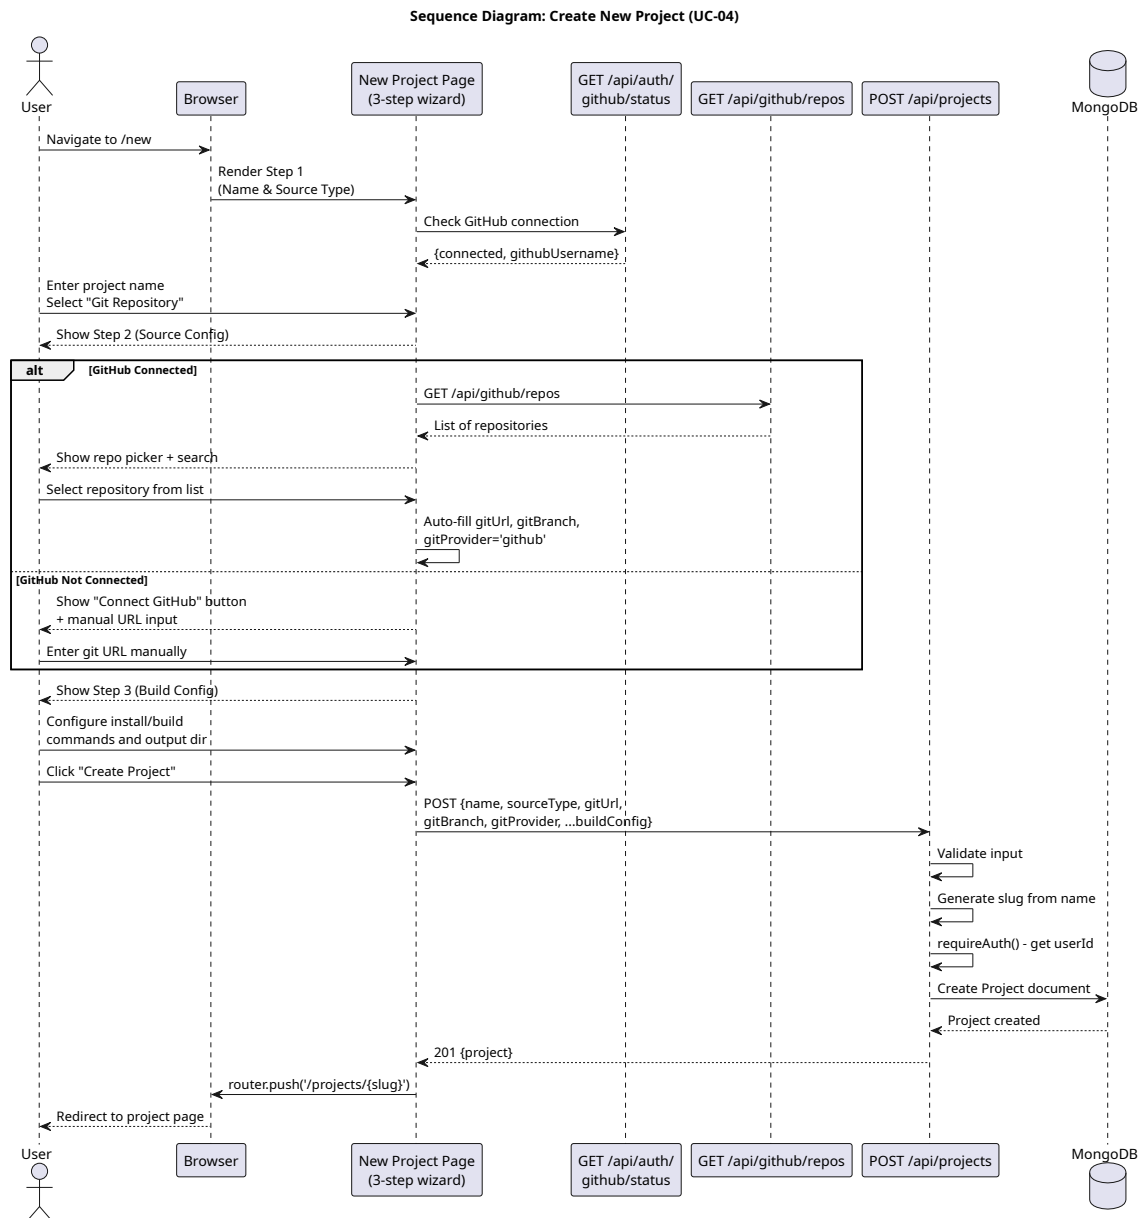 Sequence Diagram: Create New Project (UC-04)
User
Browser
New Project Page
(3-step wizard)
GET /api/auth/
github/status
GET /api/github/repos
POST /api/projects
MongoDB
Navigate to /new
Render Step 1
(Name & Source Type)
Check GitHub connection
{connected, githubUsername}
Enter project name
Select "Git Repository"
Show Step 2 (Source Config)
alt
[GitHub Connected]
GET /api/github/repos
List of repositories
Show repo picker + search
Select repository from list
Auto-fill gitUrl, gitBranch,
gitProvider='github'
[GitHub Not Connected]
Show "Connect GitHub" button
+ manual URL input
Enter git URL manually
Show Step 3 (Build Config)
Configure install/build
commands and output dir
Click "Create Project"
POST {name, sourceType, gitUrl,
gitBranch, gitProvider, ...buildConfig}
Validate input
Generate slug from name
requireAuth() - get userId
Create Project document
Project created
201 {project}
router.push('/projects/{slug}')
Redirect to project page
User
Browser
New Project Page
(3-step wizard)
GET /api/auth/
github/status
GET /api/github/repos
POST /api/projects
MongoDB